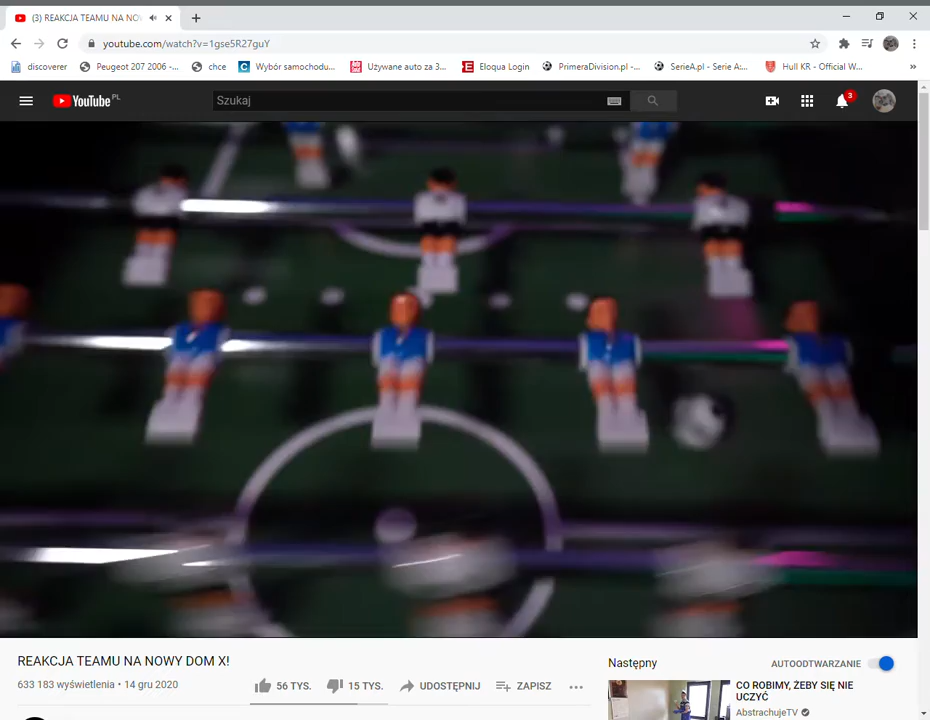 (3) REAKCJA TEAMU NA NO
youtube.com/watch?v=1gse5R27guY
discoverer
Peugeot 207 2006 -...
chce
Wybór samochodu...
Uzywane auto za 3...
Eloqua Login
PrimeraDivision.pl -...
SerieA.pl - Serie A:...
Hull KR - Official W...
»
YouTube PL
Szukaj
3
REAKCJA TEAMU NA NOWY DOM X!
633 183 wyświetlenia • 14 gru 2020
56 TYS.
15 TYS.
UDOSTĘPNIJ
ZAPISZ
Następny
AUTOODTWARZANIE
CO ROBIMY, ŻEBY SIĘ NIE
UCZYĆ
AbstrachujeTV